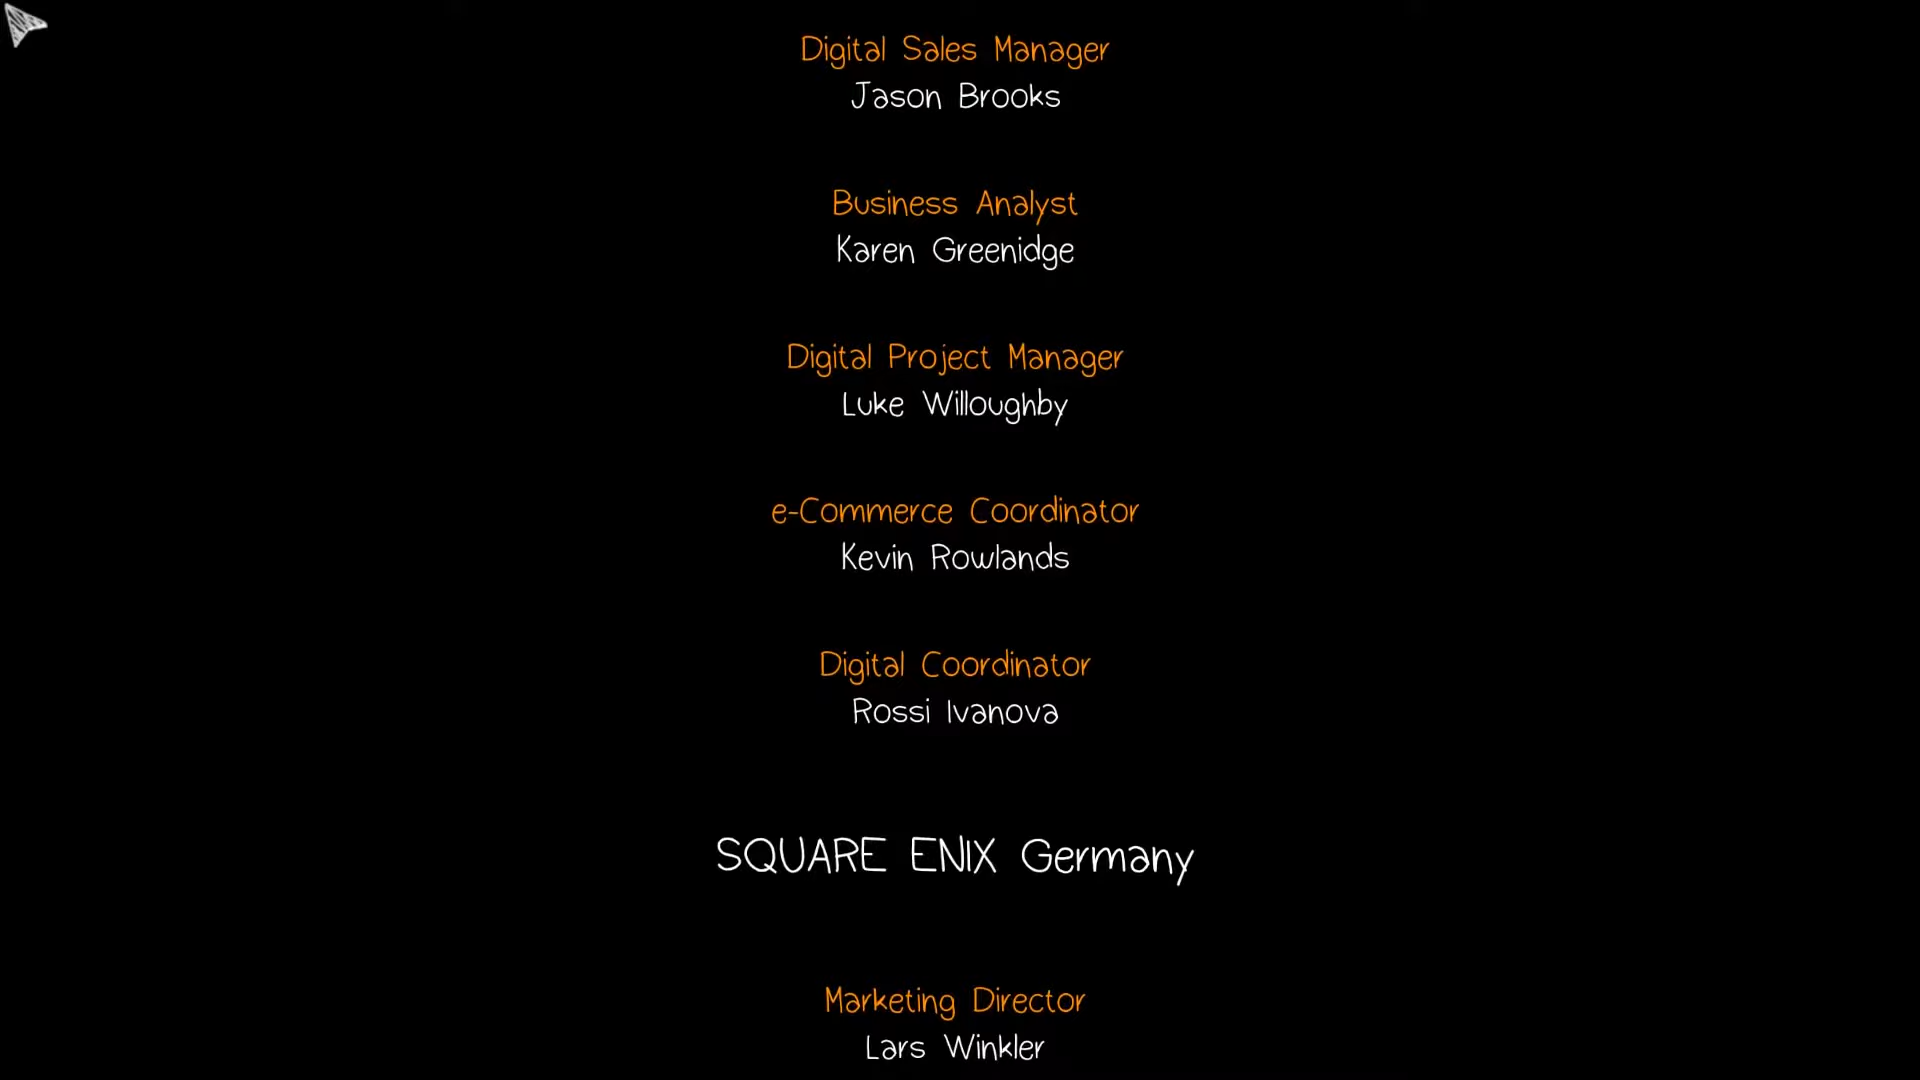 Digital Sales Manager
Jason Brooks
Business Analyst
Karen Greenidge
Digital Project Manager
Luke Willoughby
e-Commerce Coordinator
Kevin Rowlands
Digital Coordinator
Rossi Ivanova
SQUARE ENIX Germany
Marketing Director
Lars Winkler